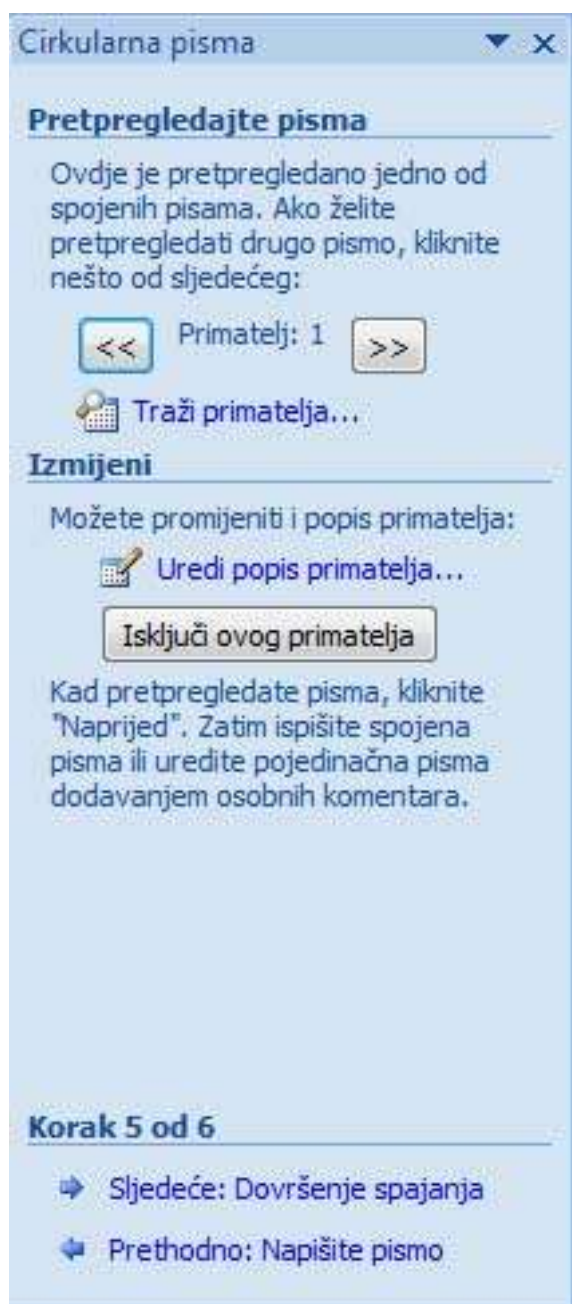 Cirkularna pisma
Pretpregledajte pisma
Ovdje je pretpregledano jedno od
spojenih pisama. Ako želite
pretpregledati drugo pismo, kliknite
nešto od sljedećeg:
<< Primatelj: 1 >>
Traži primatelja...
Izmijeni
Možete promijeniti i popis primatelja:
Uredi popis primatelja...
Isključi ovog primatelja
Kad pretpregledate pisma, kliknite
"Naprijed". Zatim ispišite spojena
pisma ili uredite pojedinačna pisma
dodavanjem osobnih komentara.
Korak 5 od 6
Sljedeće: Dovršenje spajanja
Prethodno: Napišite pismo